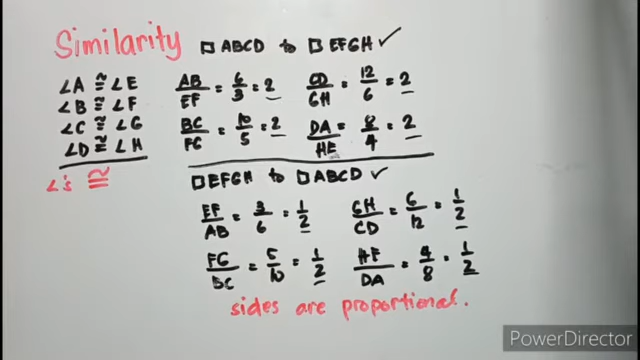 Similarity □ABCD to □EFGH ✓
∠A ≅ ∠E
∠B ≅ ∠F
∠C ≅ ∠G
∠D ≅ ∠H
∠'s ≅
AB/EF = 6/3 = 2 CD/GH = 12/6 = 2
BC/FG = 10/5 = 2 DA/HE = 8/4 = 2
□EFGH to □ABCD ✓
EF/AB = 3/6 = 1/2 GH/CD = 6/12 = 1/2
FG/BC = 5/10 = 1/2 HF/DA = 4/8 = 1/2
sides are proportional.
PowerDirector